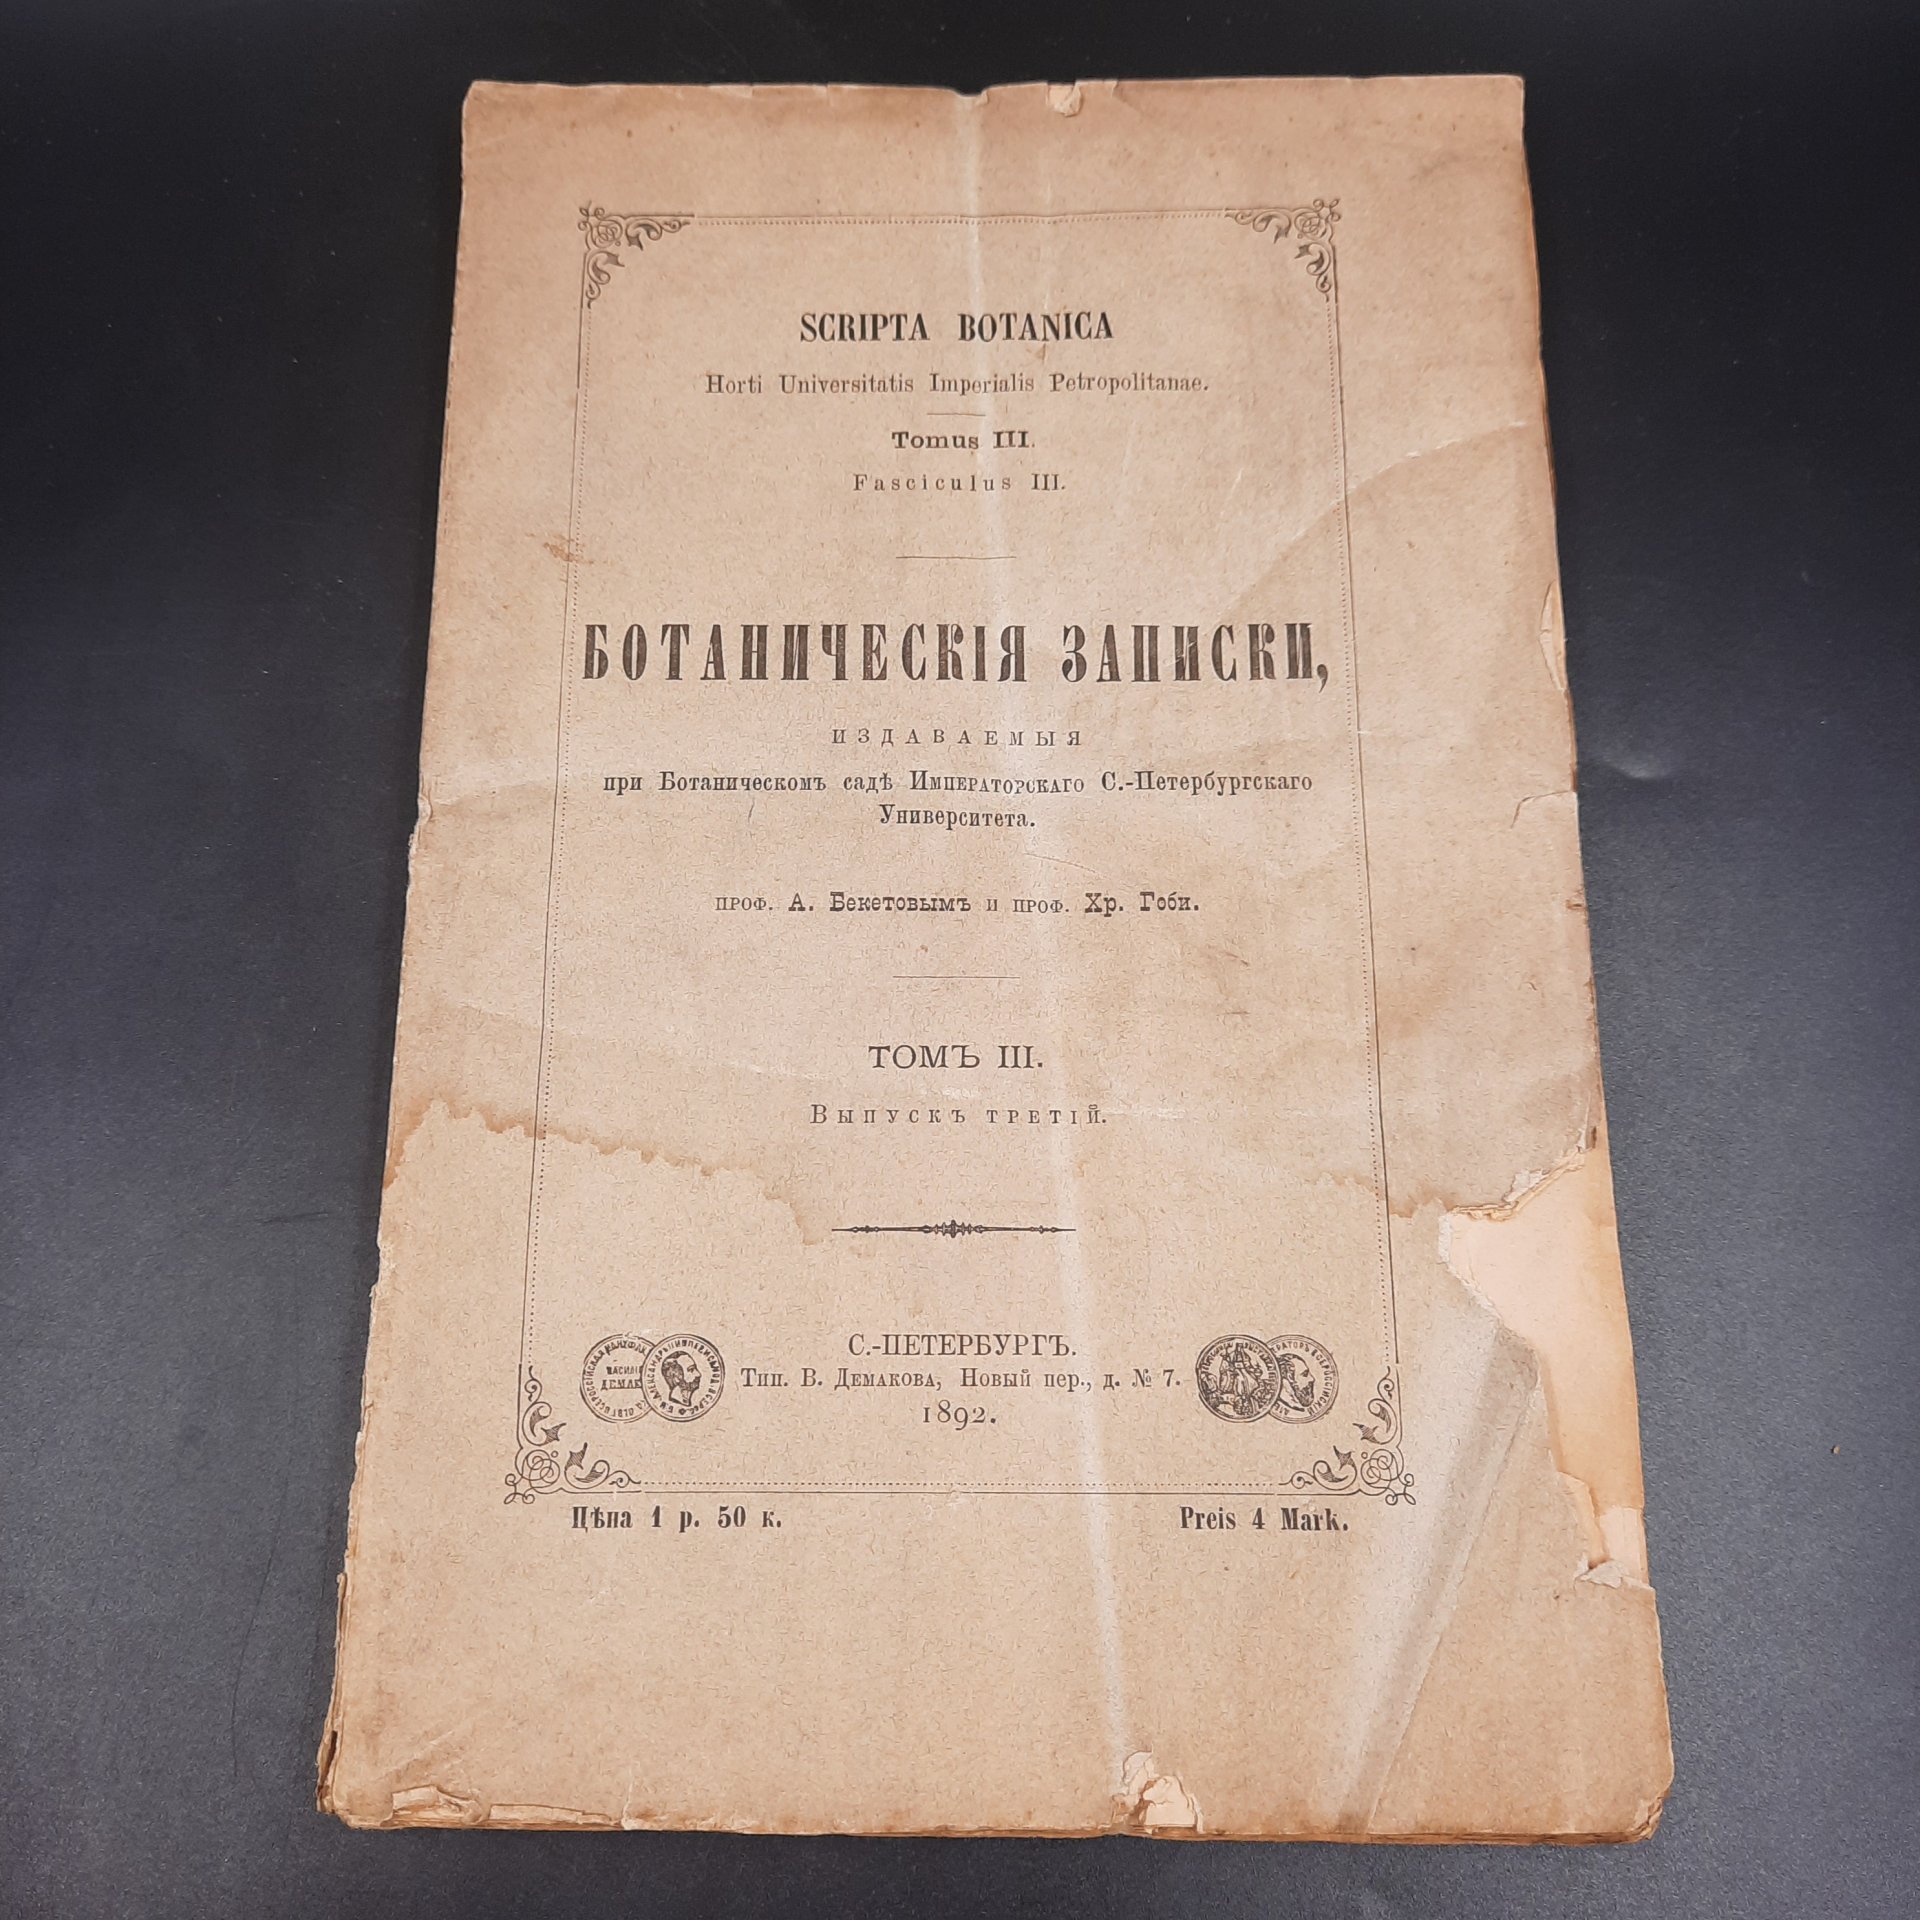 SCRIPTA BOTANICA
Horti Universitatis Imperialis Petropolitanae.
Tomus III.
Fasciculus III.
БОТАНИЧЕСКІЯ ЗАПИСКИ,
ИЗДАВАЕМЫЯ
при Ботаническомъ садѣ ИМПЕРАТОРСКАГО С.-Петербургскаго
Университета.
ПРОФ. А. Бекетовымъ и ПРОФ. Хр. Гоби.
ТОМЪ III.
ВЫПУСКЪ ТРЕТІЙ.
С.-ПЕТЕРБУРГЪ.
Тип. В. ДЕМАКОВА, Новый пер., д. № 7.
1892.
Цѣна 1 р. 50 к.
Preis 4 Mark.